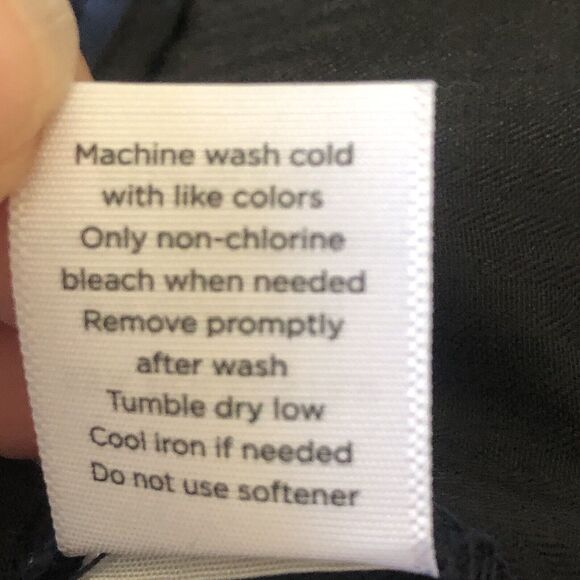 Machine wash cold
with like colors
Only non-chlorine
bleach when needed
Remove promptly
after wash
Tumble dry low
Cool iron if needed
Do not use softener